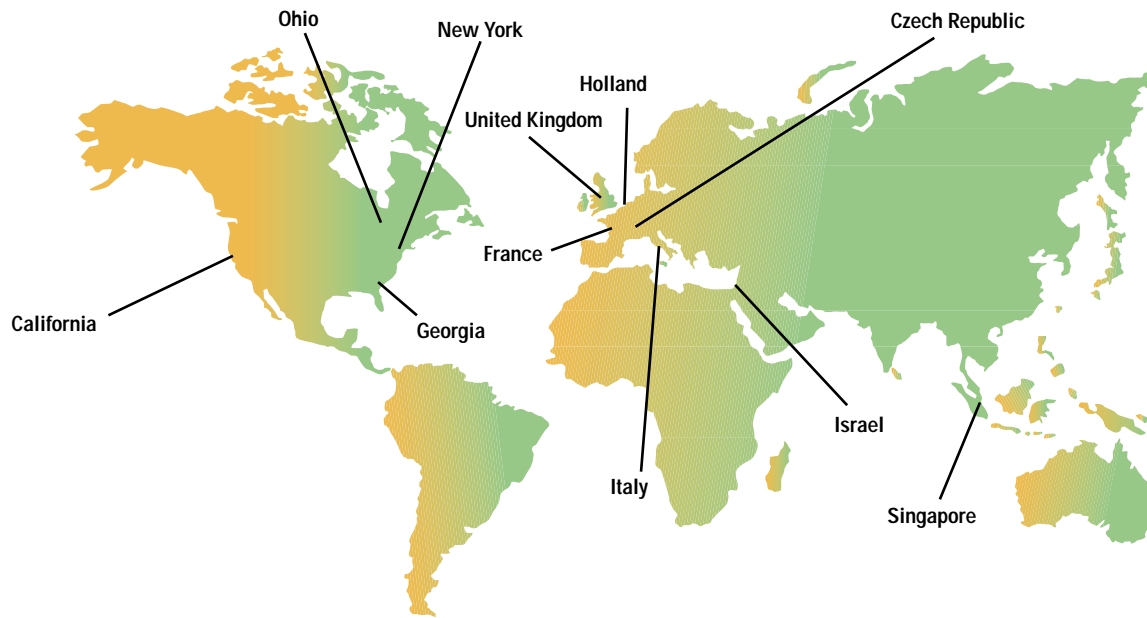 Ohio
New York
Czech Republic
Holland
United Kingdom
France
California
Georgia
Israel
Italy
Singapore